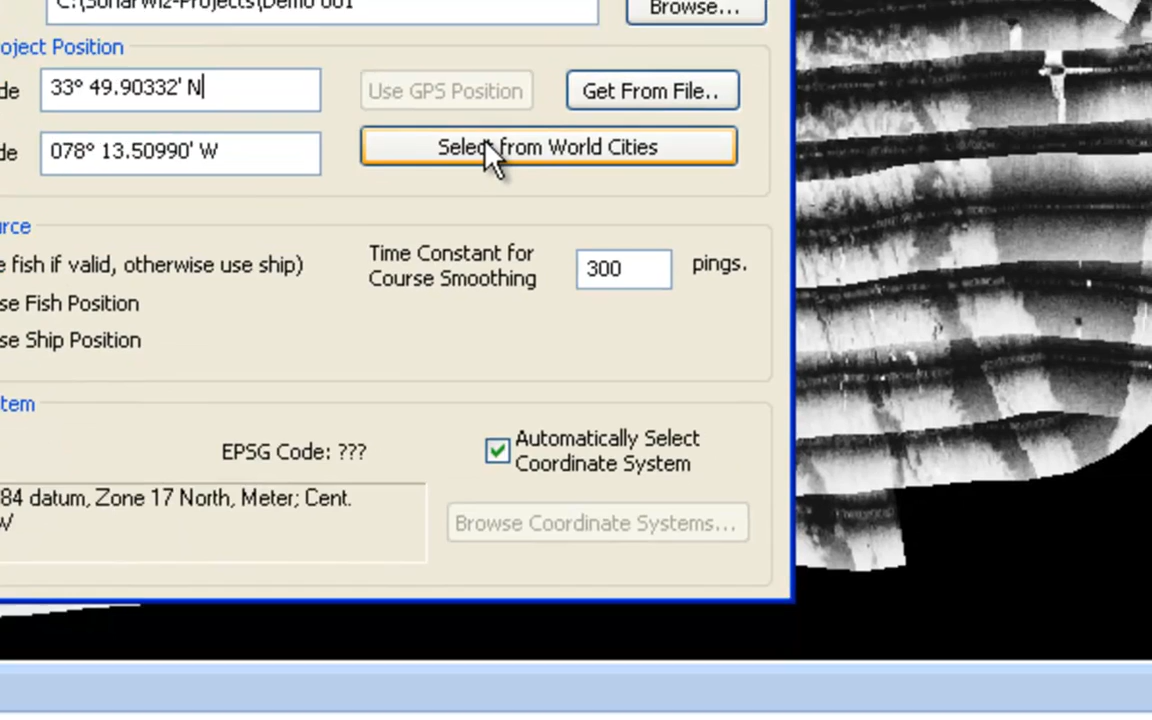 C:\SonarWiz-Projects\Demo 001
Browse...
oject Position
de
33° 49.90332' N
Use GPS Position
Get From File..
de
078° 13.50990' W
Select from World Cities
urce
e fish if valid, otherwise use ship)
Time Constant for
Course Smoothing
300
pings.
se Fish Position
se Ship Position
tem
EPSG Code: ???
Automatically Select
Coordinate System
84 datum, Zone 17 North, Meter; Cent.
W
Browse Coordinate Systems...